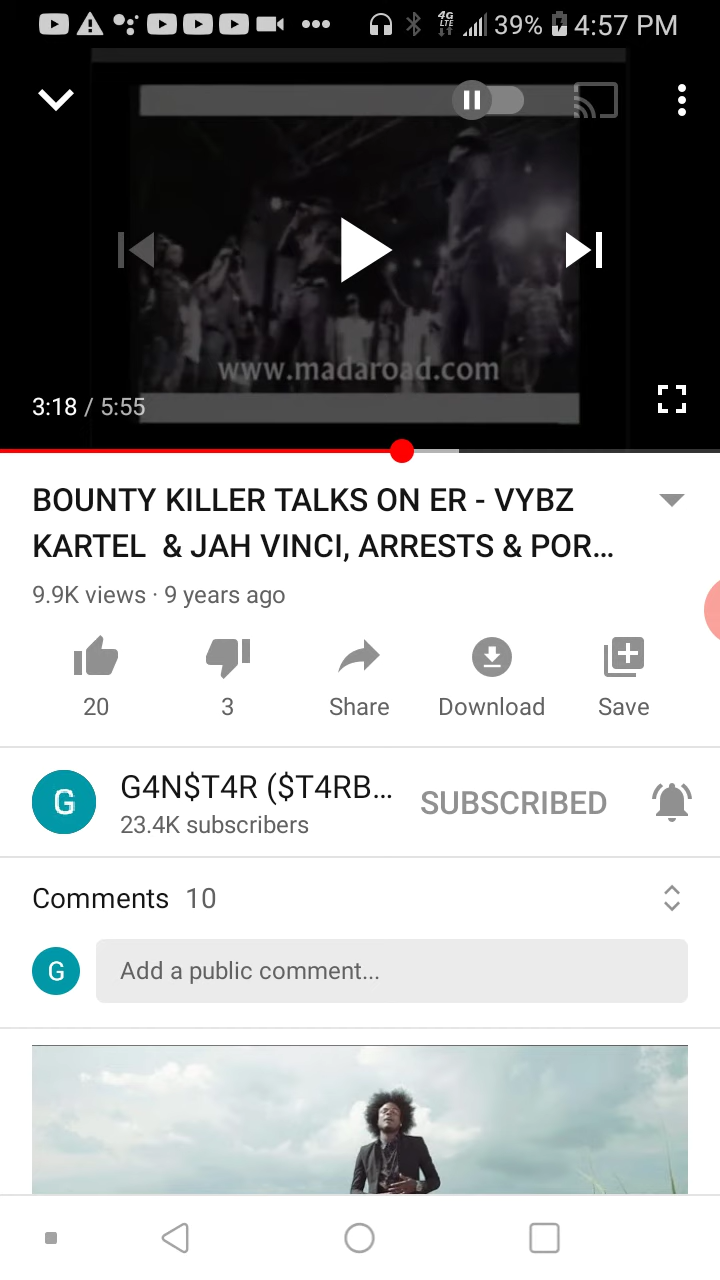 4G LTE 39% 4:57 PM
www.madaroad.com
3:18 / 5:55
BOUNTY KILLER TALKS ON ER - VYBZ
KARTEL & JAH VINCI, ARRESTS & POR...
9.9K views · 9 years ago
20 3 Share Download Save
G
G4N$T4R ($T4RB...
SUBSCRIBED
23.4K subscribers
Comments 10
G
Add a public comment...